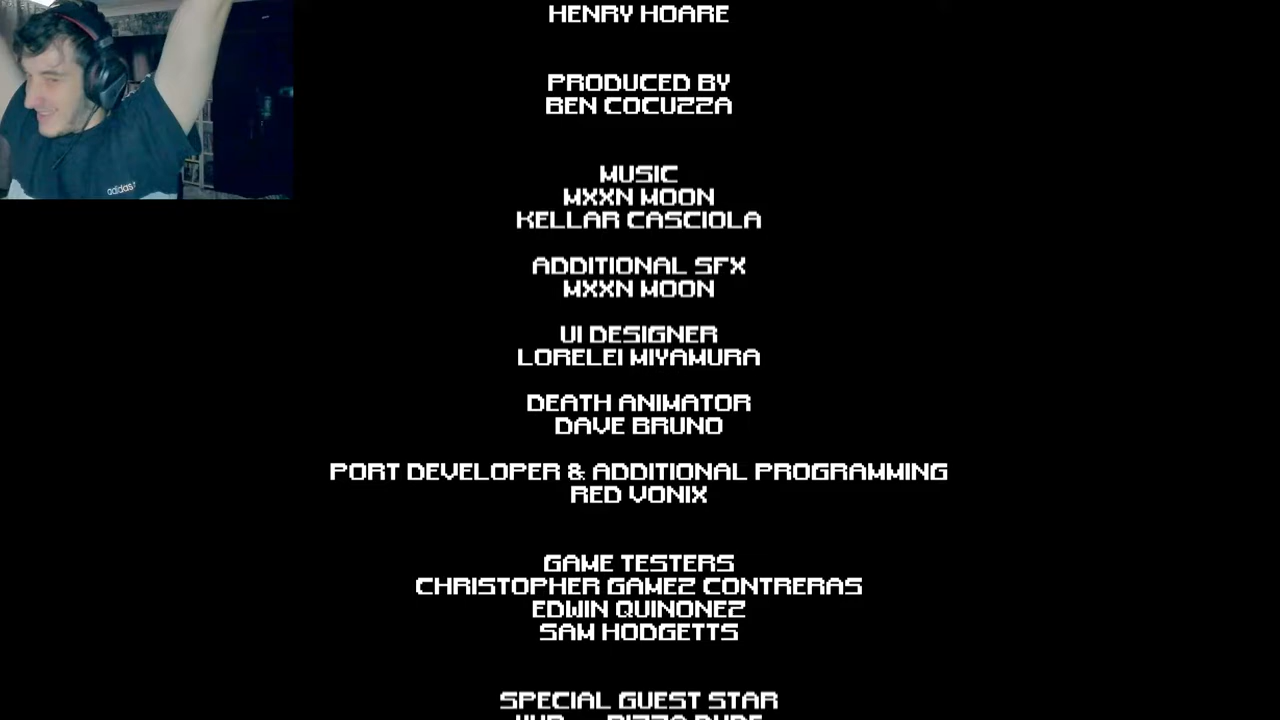 HENRY HOARE
PRODUCED BY
BEN COCUZZA
MUSIC
MXXN MOON
KELLAR CASCIOLA
ADDITIONAL SFX
MXXN MOON
UI DESIGNER
LORELEI MIYAMURA
DEATH ANIMATOR
DAVE BRUNO
PORT DEVELOPER & ADDITIONAL PROGRAMMING
RED VONIX
GAME TESTERS
CHRISTOPHER GAMEZ CONTRERAS
EDWIN QUINONEZ
SAM HODGETTS
SPECIAL GUEST STAR
adidas